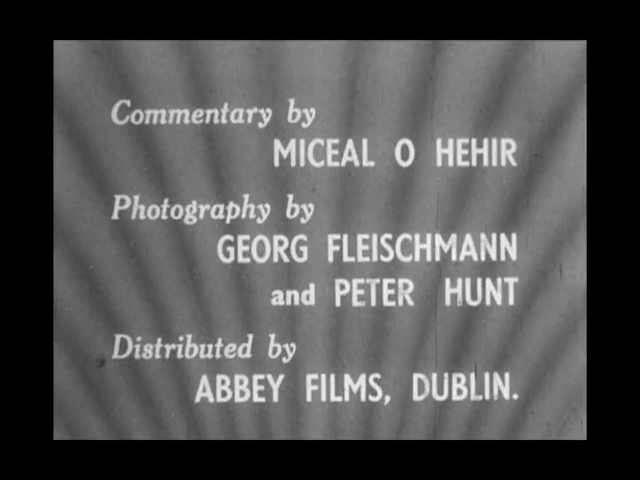 Commentary by
MICEAL O HEHIR
Photography by
GEORG FLEISCHMANN
and PETER HUNT
Distributed by
ABBEY FILMS, DUBLIN.